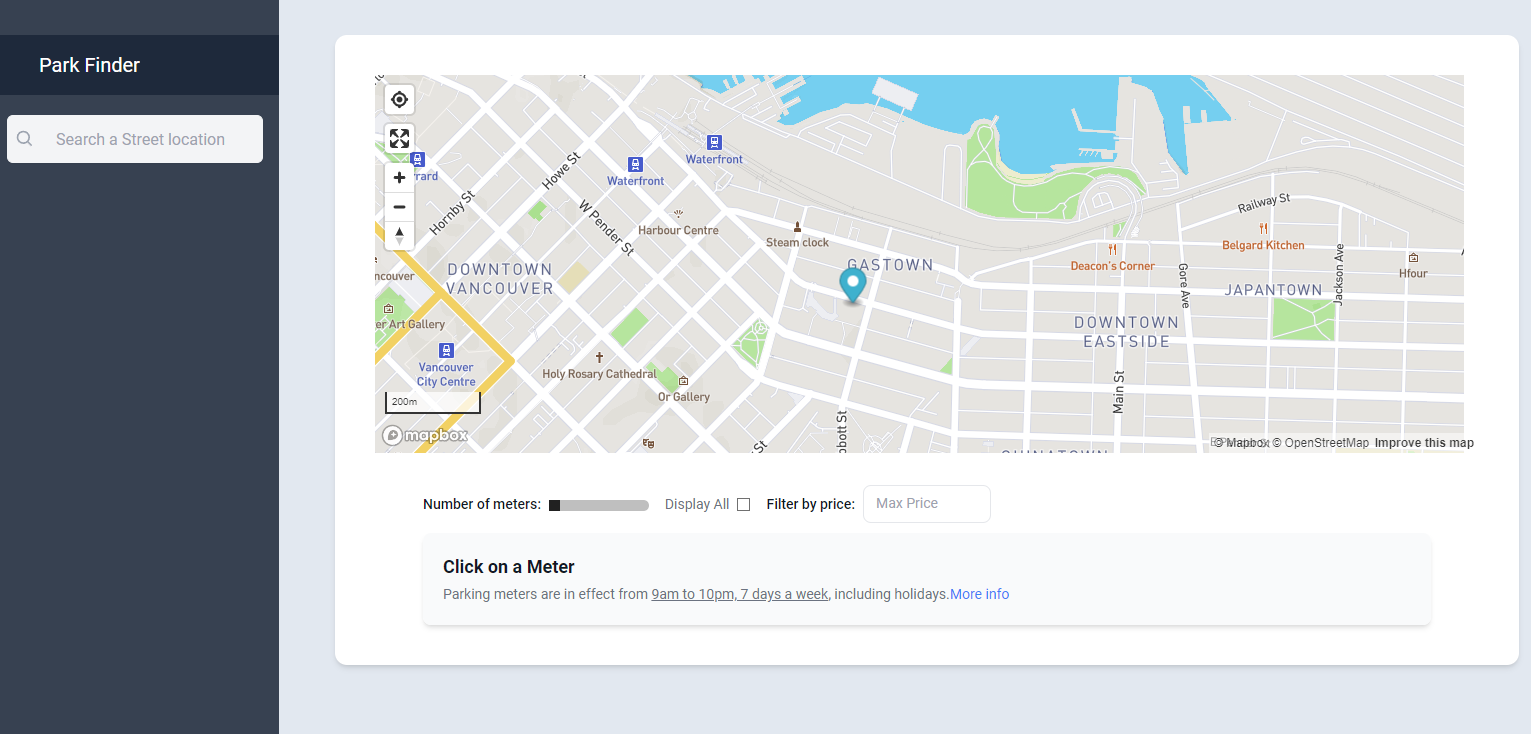 Park Finder
Search a Street location
Waterfront
Waterfront
Howe St
Hornby St
W Pender St
Harbour Centre
Steam clock
GASTOWN
Railway St
Belgard Kitchen
Deacon's Corner
Gore Ave
Jackson Ave
Hfour
JAPANTOWN
DOWNTOWN
VANCOUVER
DOWNTOWN
EASTSIDE
er Art Gallery
Vancouver
City Centre
Holy Rosary Cathedral
Or Gallery
Main St
bbott St
200m
mapbox
© Mapbox © OpenStreetMap Improve this map
Number of meters:
Display All
Filter by price:
Max Price
Click on a Meter
Parking meters are in effect from 9am to 10pm, 7 days a week, including holidays.More info